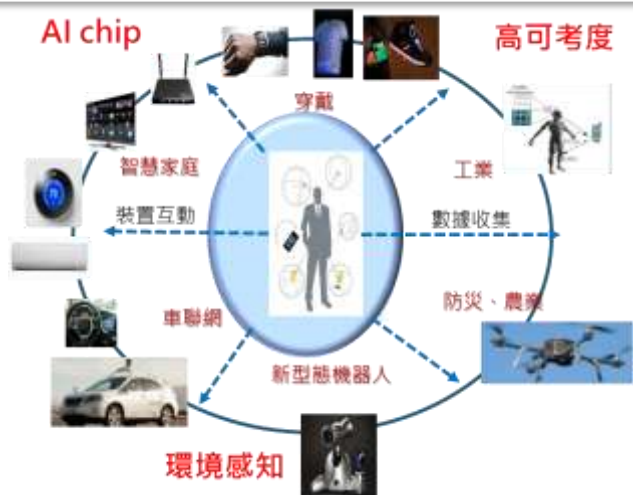 AI chip
高可考度
穿戴
智慧家庭
工業
裝置互動
數據收集
車聯網
防災、農業
新型態機器人
環境感知